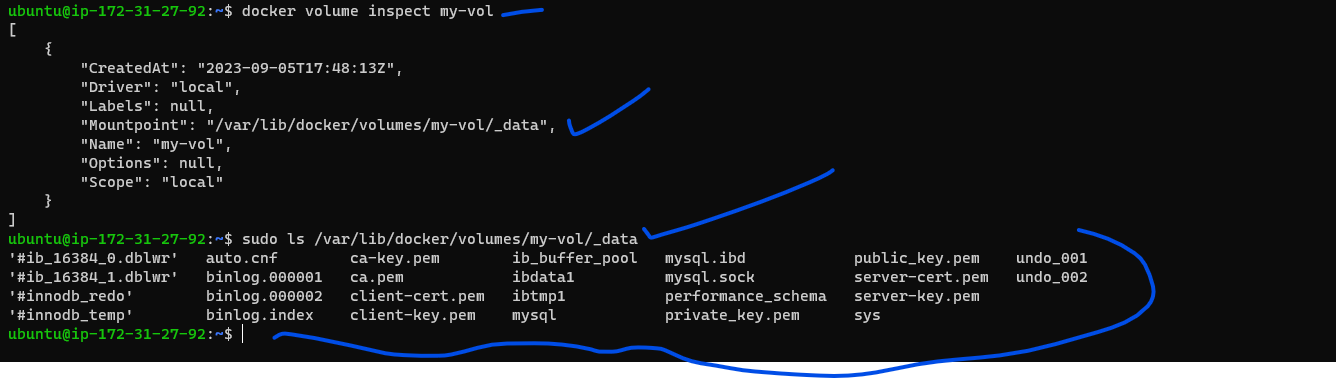 ubuntu@ip-172-31-27-92:~$ docker volume inspect my-vol
[
    {
        "CreatedAt": "2023-09-05T17:48:13Z",
        "Driver": "local",
        "Labels": null,
        "Mountpoint": "/var/lib/docker/volumes/my-vol/_data",
        "Name": "my-vol",
        "Options": null,
        "Scope": "local"
    }
]
ubuntu@ip-172-31-27-92:~$ sudo ls /var/lib/docker/volumes/my-vol/_data
'#ib_16384_0.dblwr'   auto.cnf        ca-key.pem        ib_buffer_pool   mysql.ibd            public_key.pem    undo_001
'#ib_16384_1.dblwr'   binlog.000001   ca.pem            ibdata1          mysql.sock           server-cert.pem   undo_002
'#innodb_redo'        binlog.000002   client-cert.pem   ibtmp1           performance_schema   server-key.pem
'#innodb_temp'        binlog.index    client-key.pem    mysql            private_key.pem      sys
ubuntu@ip-172-31-27-92:~$